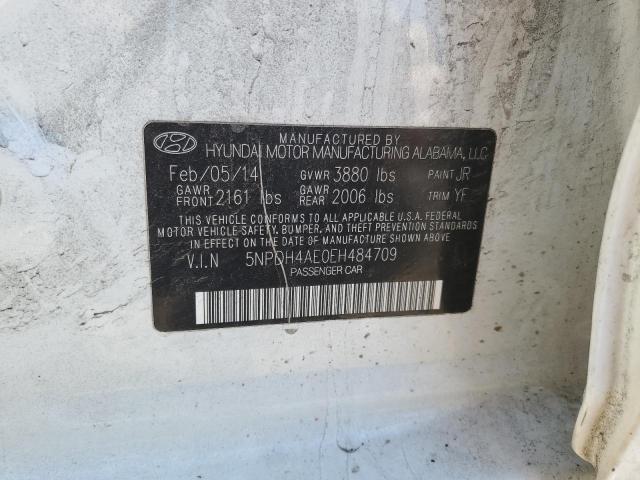 MANUFACTURED BY
HYUNDAI MOTOR MANUFACTURING ALABAMA, LLC
Feb/05/14 GVWR 3880 lbs PAINT JR
GAWR FRONT 2161 lbs GAWR REAR 2006 lbs TRIM YF
THIS VEHICLE CONFORMS TO ALL APPLICABLE U.S.A. FEDERAL
MOTOR VEHICLE SAFETY, BUMPER, AND THEFT PREVENTION
STANDARDS IN EFFECT ON THE DATE OF MANUFACTURE SHOWN ABOVE.
V.I.N 5NPDH4AE0EH484709
PASSENGER CAR